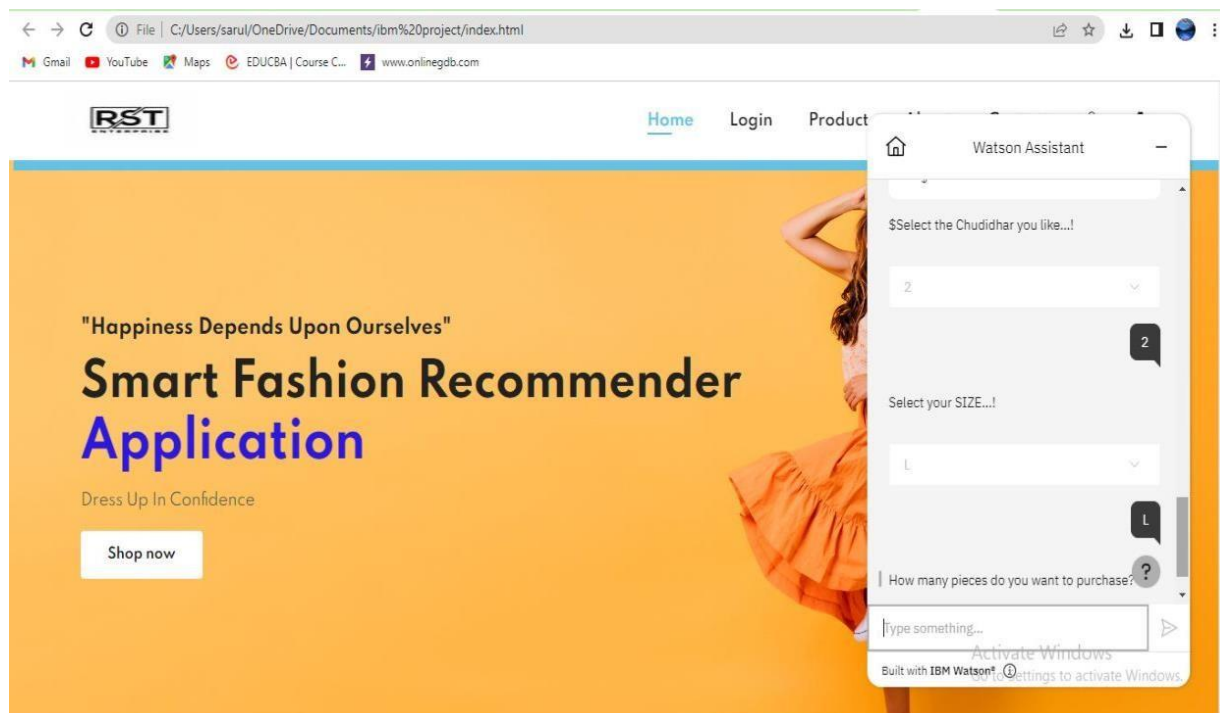 File | C:/Users/sarul/OneDrive/Documents/ibm%20project/index.html
Gmail YouTube Maps EDUCBA | Course C... www.onlinegdb.com
RST
ENTERPRISE
Home Login Product
Watson Assistant
$Select the Chudidhar you like...!
2
2
Select your SIZE...!
L
L
How many pieces do you want to purchase?
?
Type something...
Built with IBM Watson®
"Happiness Depends Upon Ourselves"
Smart Fashion Recommender
Application
Dress Up In Confidence
Shop now
Activate Windows
Go to Settings to activate Windows.